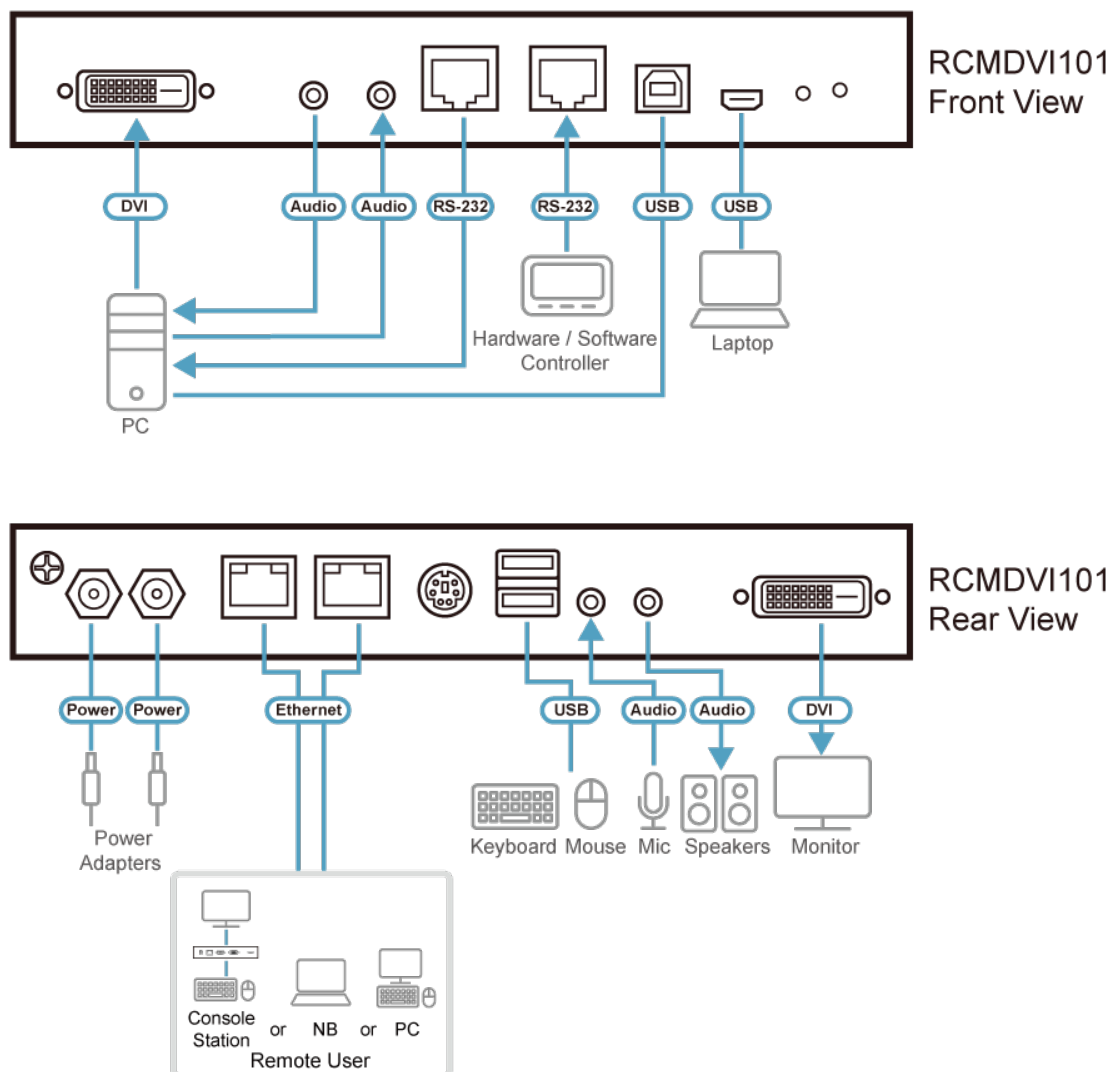 RCMDVI101
Front View
DVI
Audio
Audio
RS-232
RS-232
USB
USB
Hardware / Software
Controller
Laptop
PC
RCMDVI101
Rear View
Power
Power
Ethernet
USB
Audio
Audio
DVI
Power
Adapters
Keyboard
Mouse
Mic
Speakers
Monitor
Console
Station
or
NB
or
PC
Remote User